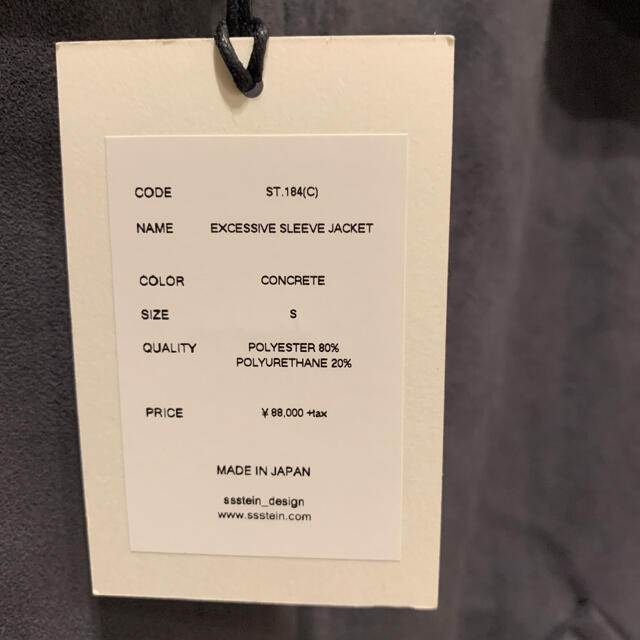 CODE ST.184(C)
NAME EXCESSIVE SLEEVE JACKET
COLOR CONCRETE
SIZE S
QUALITY POLYESTER 80%
POLYURETHANE 20%
PRICE ¥88,000 +tax
MADE IN JAPAN
ssstein_design
www.ssstein.com